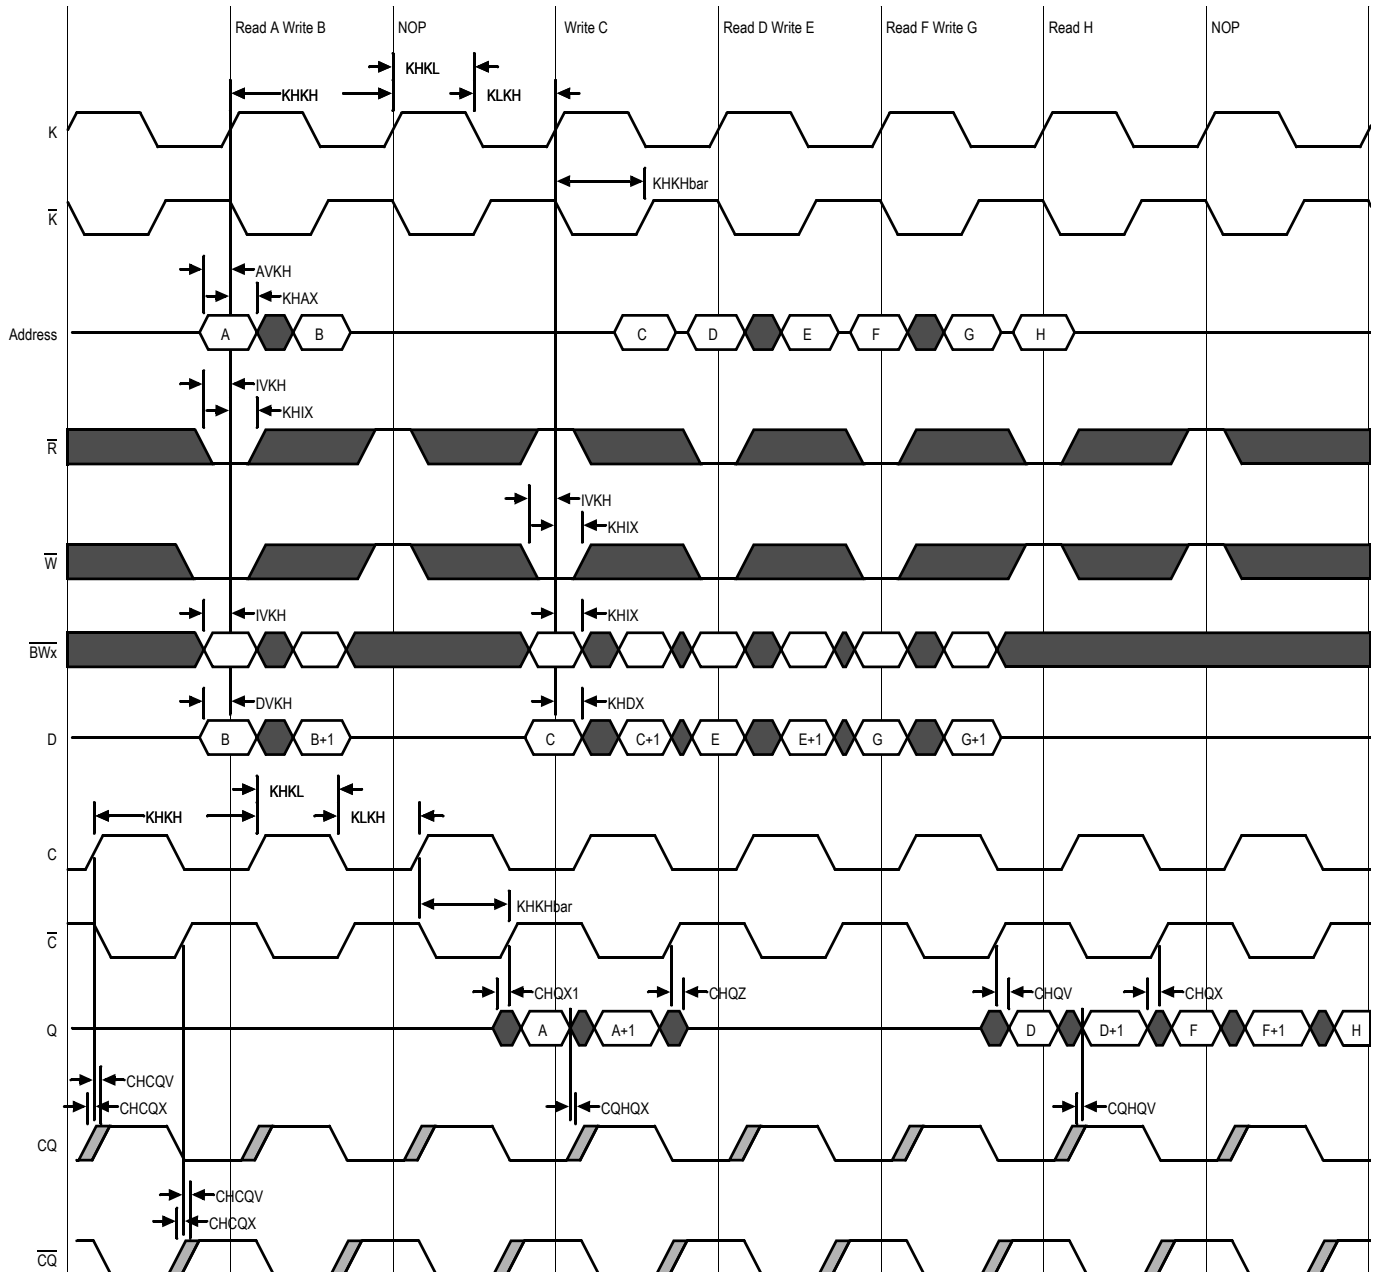 Read A Write B NOP Write C Read D Write E Read F Write G Read H NOP
KHKL
KHKH KLKH
K
KHKHbar
K
AVKH
KHAX
Address A B C D E F G H
IVKH
KHIX
R
IVKH
KHIX
W
IVKH KHIX
BWx
DVKH KHDX
D B B+1 C C+1 E E+1 G G+1
KHKL
KHKH KLKH
C
KHKHbar
C
CHQX1 CHQZ CHQV CHQX
Q A A+1 D D+1 F F+1 H
CHCQV
CHCQX CQHQX CQHQV
CQ
CHCQV
CHCQX
CQ